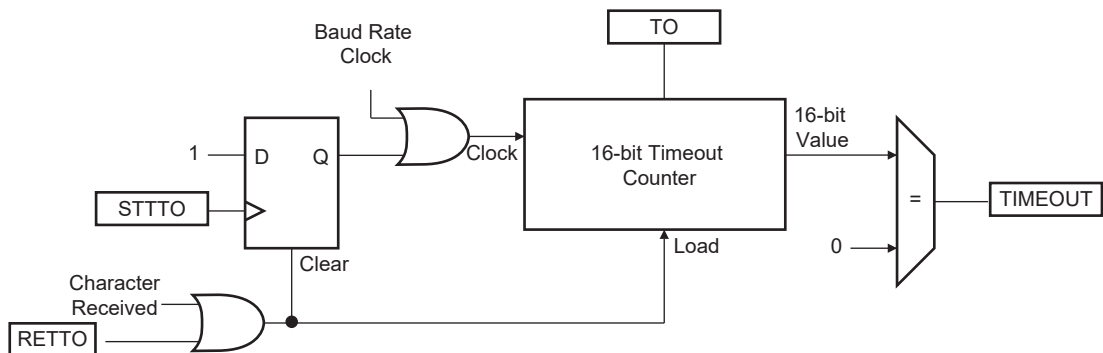 TO
Baud Rate
Clock
1
D
Q
Clock
16-bit Timeout
Counter
16-bit
Value
=
TIMEOUT
STTTO
0
Load
Clear
Character
Received
RETTO